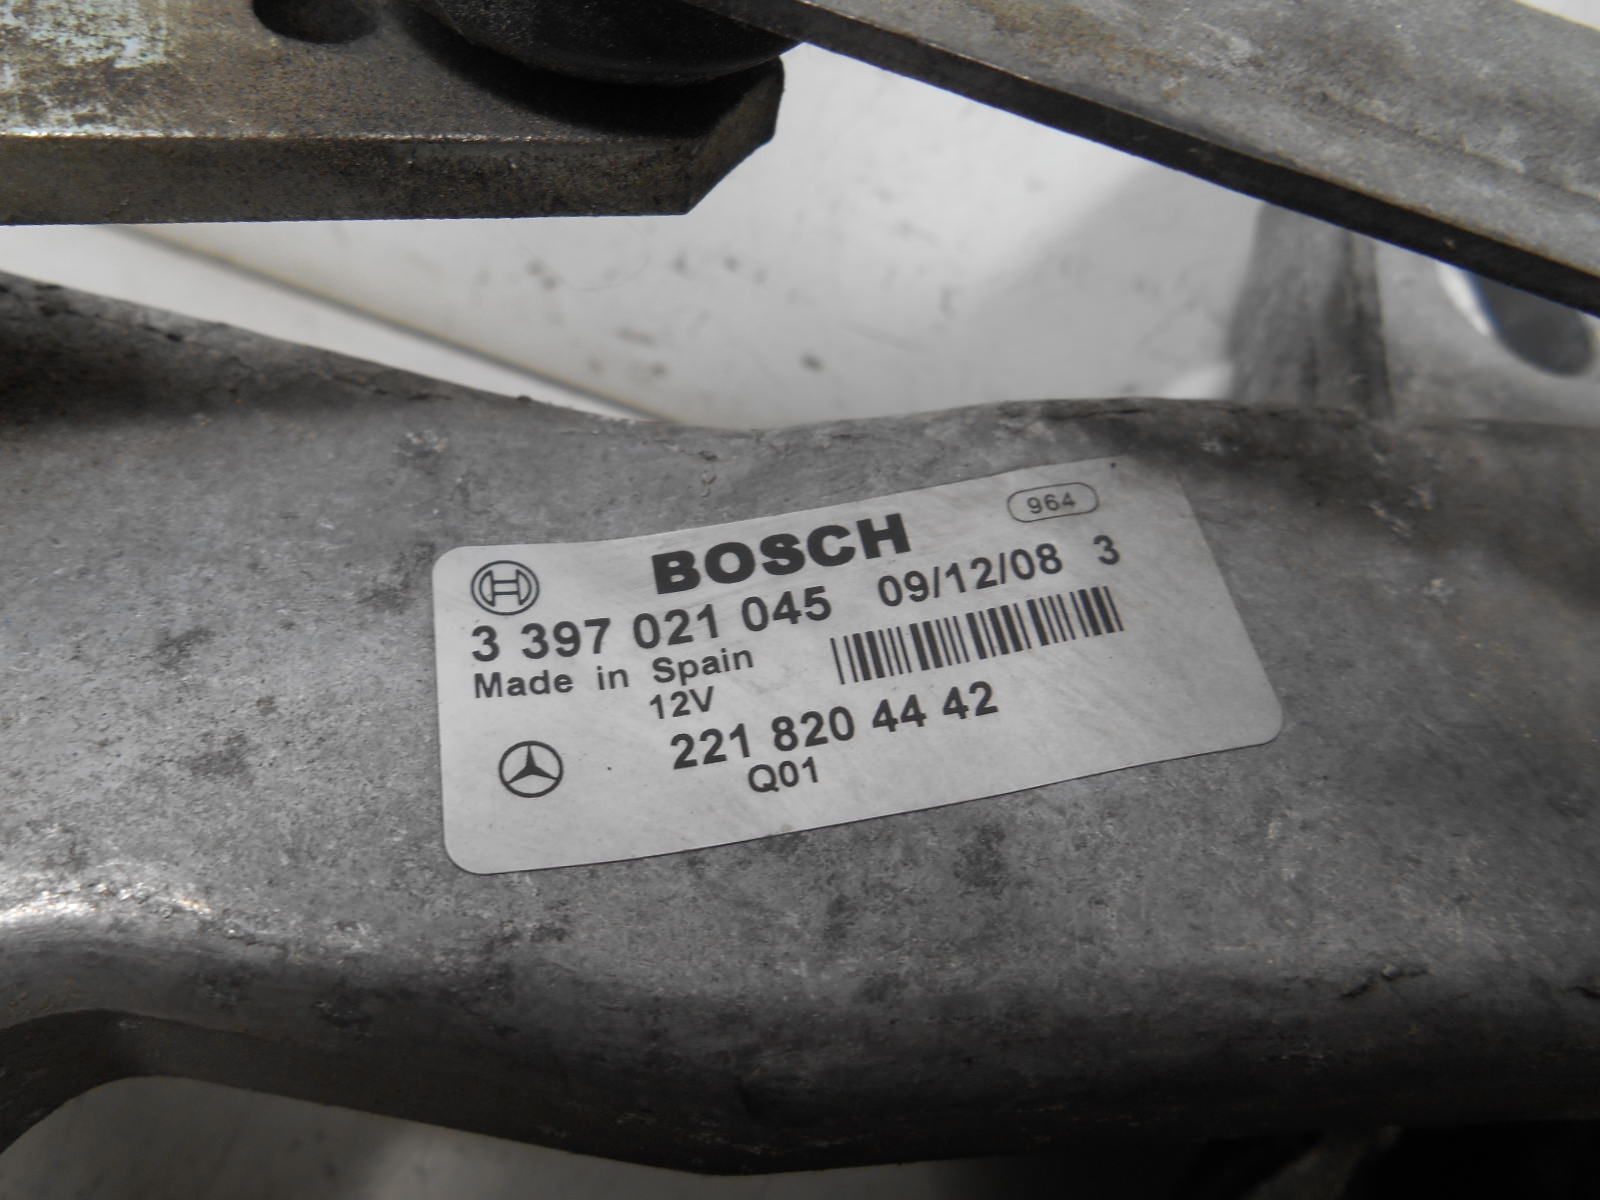 964
BOSCH
3 397 021 045 09/12/08 3
Made in Spain
12V
221 820 44 42
Q01